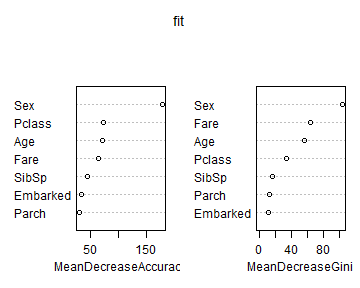 fit
Sex
Pclass
Age
Fare
SibSp
Embarked
Parch
50 150
MeanDecreaseAccurac
Sex
Fare
Age
Pclass
SibSp
Parch
Embarked
0 40 80
MeanDecreaseGini